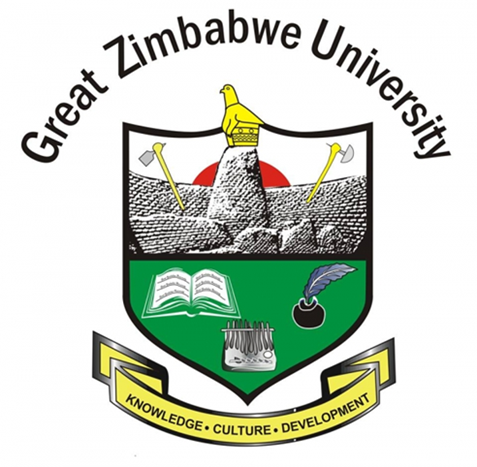 Great Zimbabwe University
KNOWLEDGE • CULTURE • DEVELOPMENT